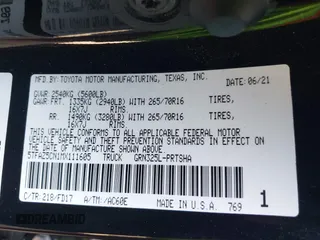 MFD.BY:TOYOTA MOTOR MANUFACTURING, TEXAS, INC.
DATE 06/21
GVWR 2540KG (5600LB)
GAWR FRT. 1335KG (2940LB) WITH 265/70R16 TIRES,
16X7J RIMS
RR. 1490KG (3280LB) WITH 265/70R16 TIRES,
16X7J RIMS
THIS VEHICLE CONFORMS TO ALL APPLICABLE
FEDERAL MOTOR VEHICLE SAFETY
STANDARDS IN EFFECT ON THE DATE OF
MANUFACTURE SHOWN ABOVE.
5TFAZ5CN1MX111605 TRUCK GRN325L-PRTSHA
C/TR:218/FD17 A/TM:/AC60E MADE IN U.S.A. 769
1
DREAMBID